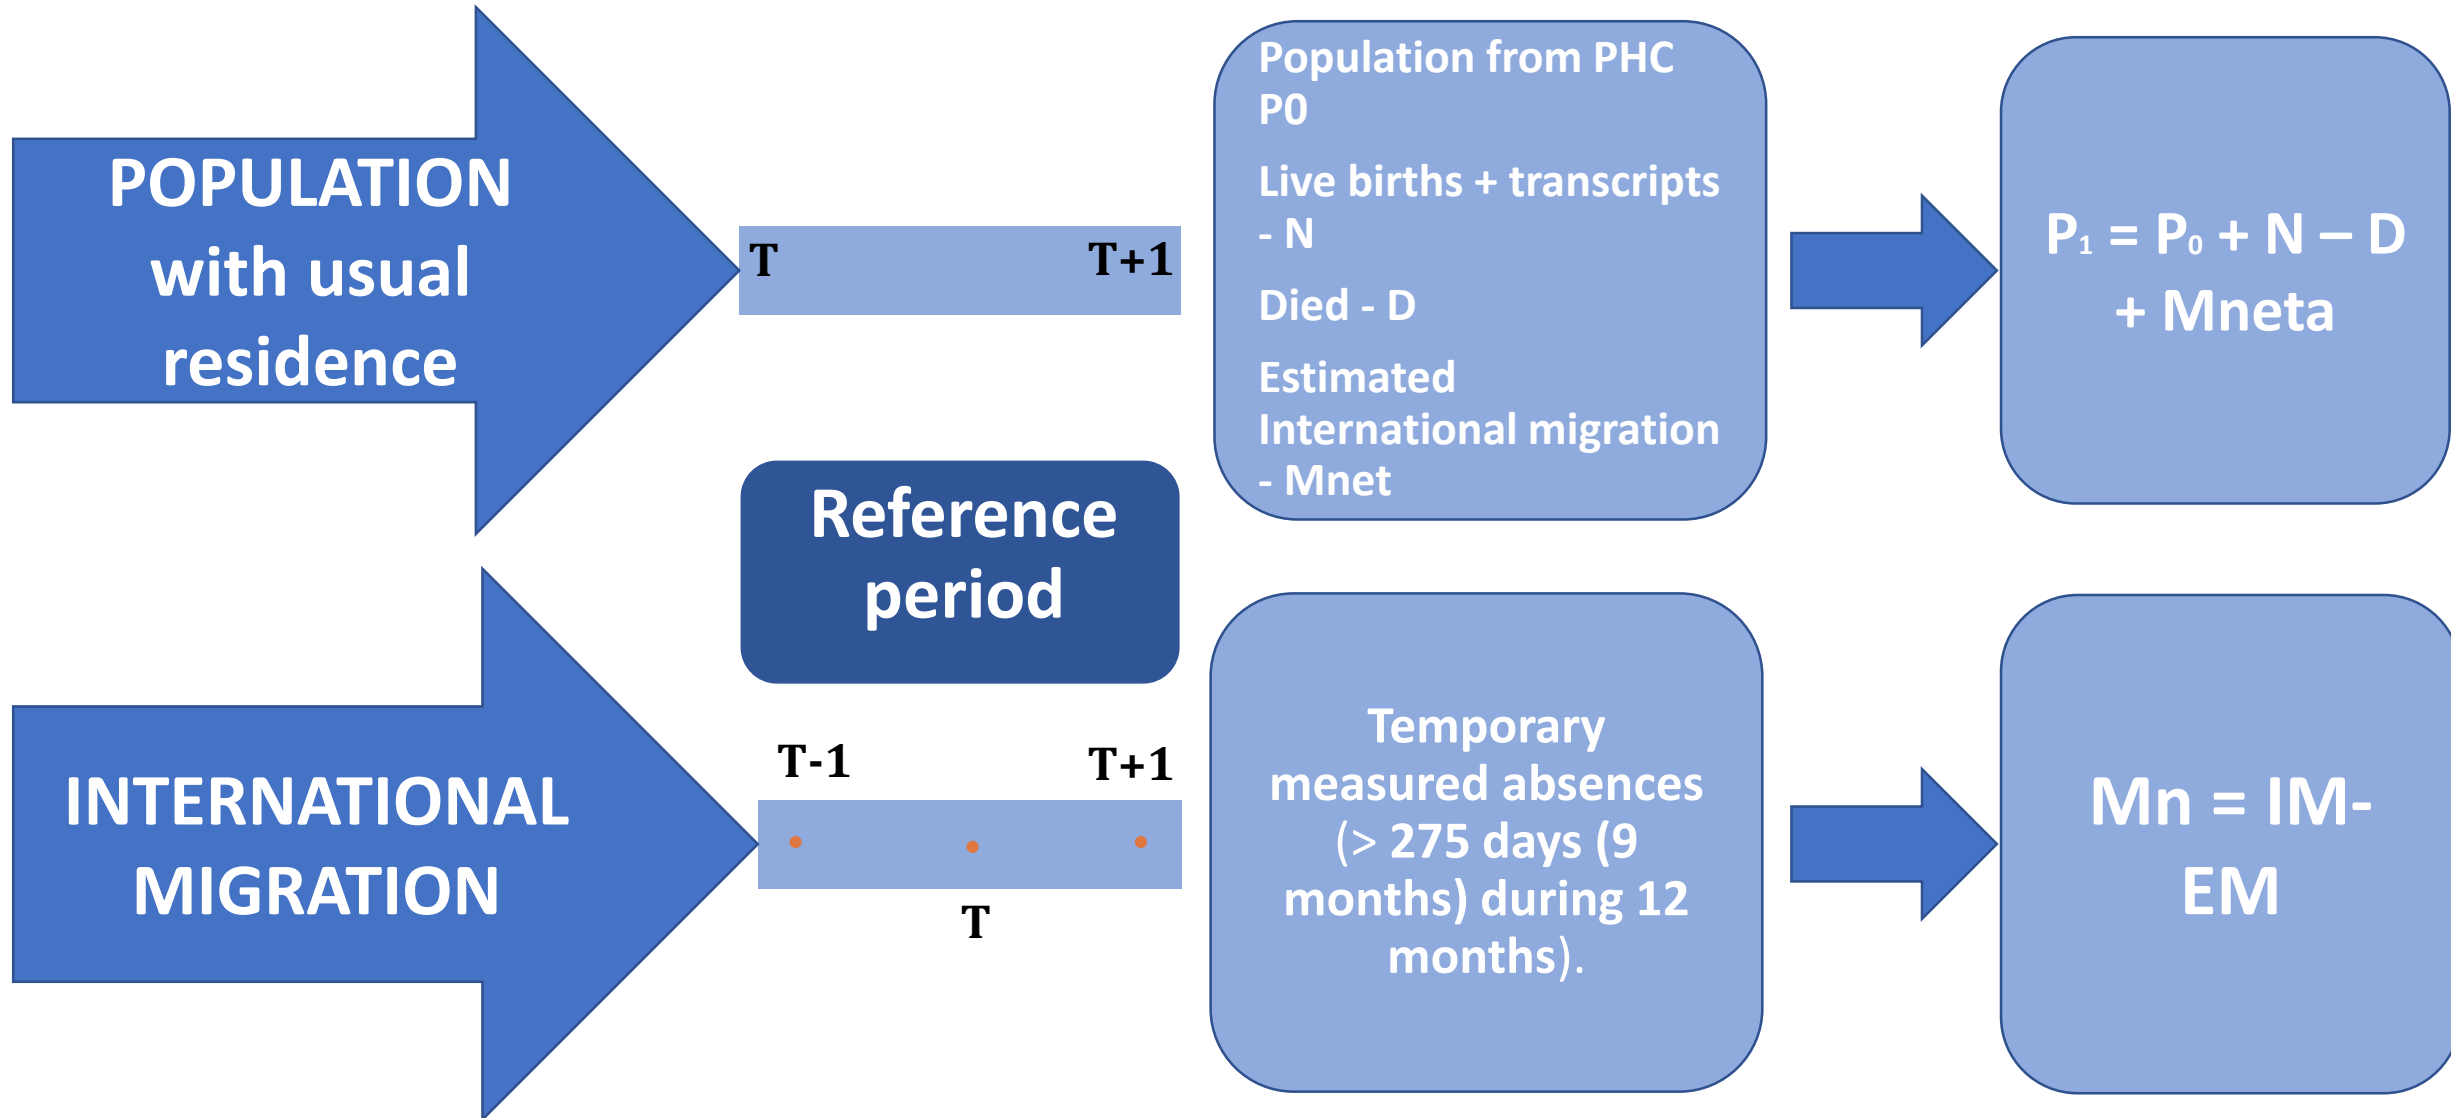 POPULATION
with usual
residence
T
T+1
Population from PHC
P0
Live births + transcripts
- N
Died - D
Estimated
International migration
- Mnet
P₁ = P₀ + N – D
+ Mneta
Reference
period
INTERNATIONAL
MIGRATION
T-1
T+1
T
Temporary
measured absences
(> 275 days (9
months) during 12
months).
Mn = IM-
EM